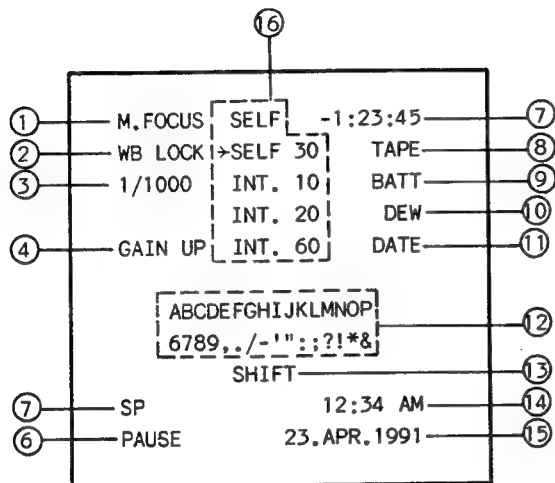 ⑯
① M.FOCUS SELF -1:23:45 ⑦
② WB LOCK →SELF 30 TAPE ⑧
③ 1/1000 INT. 10 BATT ⑨
INT. 20 DEW ⑩
④ GAIN UP INT. 60 DATE ⑪
ABCDEFGHIJKLMNOP
6789,./-'":;?!*& ⑫
SHIFT ⑬
⑦ SP 12:34 AM ⑭
⑥ PAUSE 23.APR.1991 ⑮